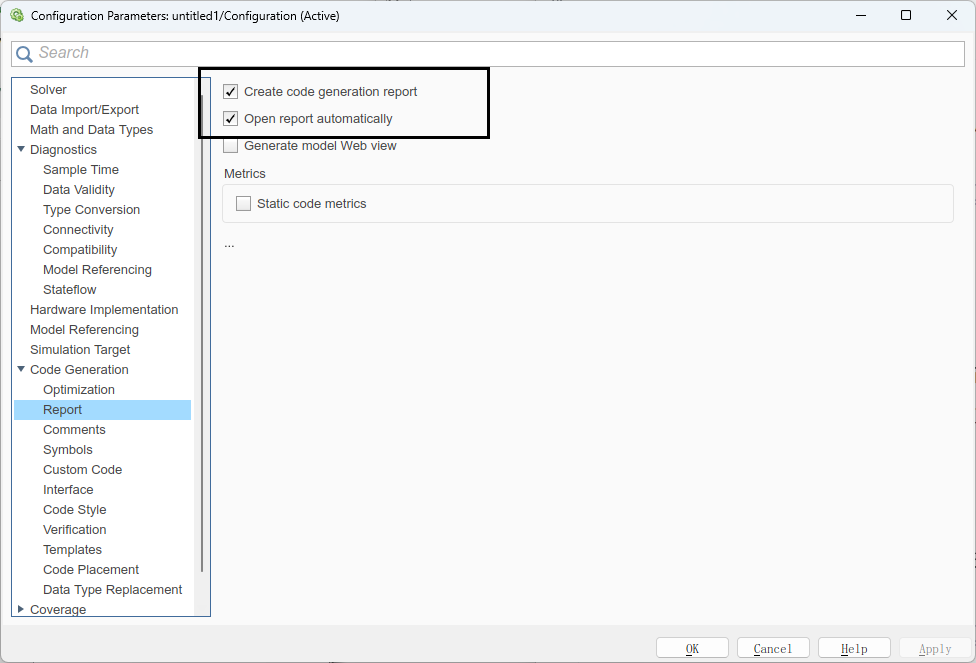 Configuration Parameters: untitled1/Configuration (Active)
Search
Solver
Data Import/Export
Math and Data Types
Diagnostics
Sample Time
Data Validity
Type Conversion
Connectivity
Compatibility
Model Referencing
Stateflow
Hardware Implementation
Model Referencing
Simulation Target
Code Generation
Optimization
Report
Comments
Symbols
Custom Code
Interface
Code Style
Verification
Templates
Code Placement
Data Type Replacement
Coverage
Create code generation report
Open report automatically
Generate model Web view
Metrics
Static code metrics
...
OK
Cancel
Help
Apply